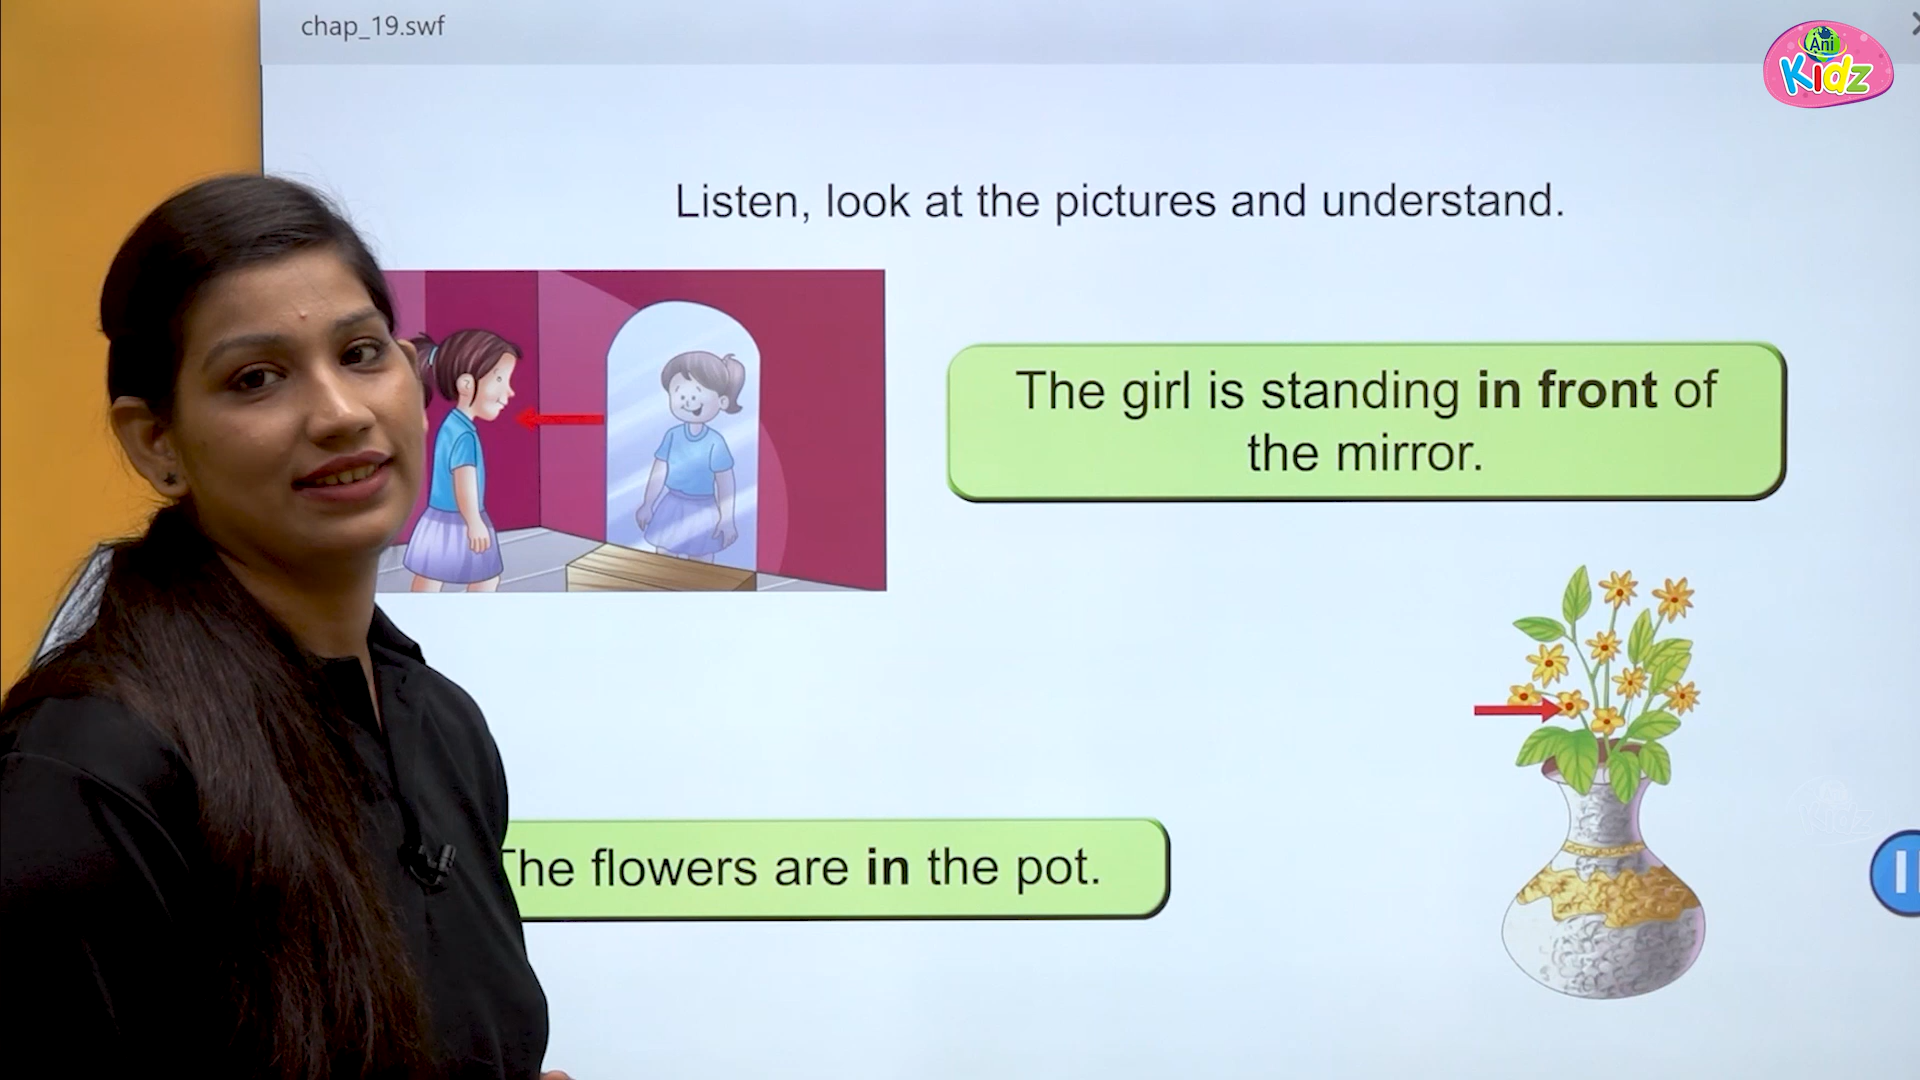 chap_19.swf
Ani
Kidz
Listen, look at the pictures and understand.
The girl is standing in front of
the mirror.
The flowers are in the pot.